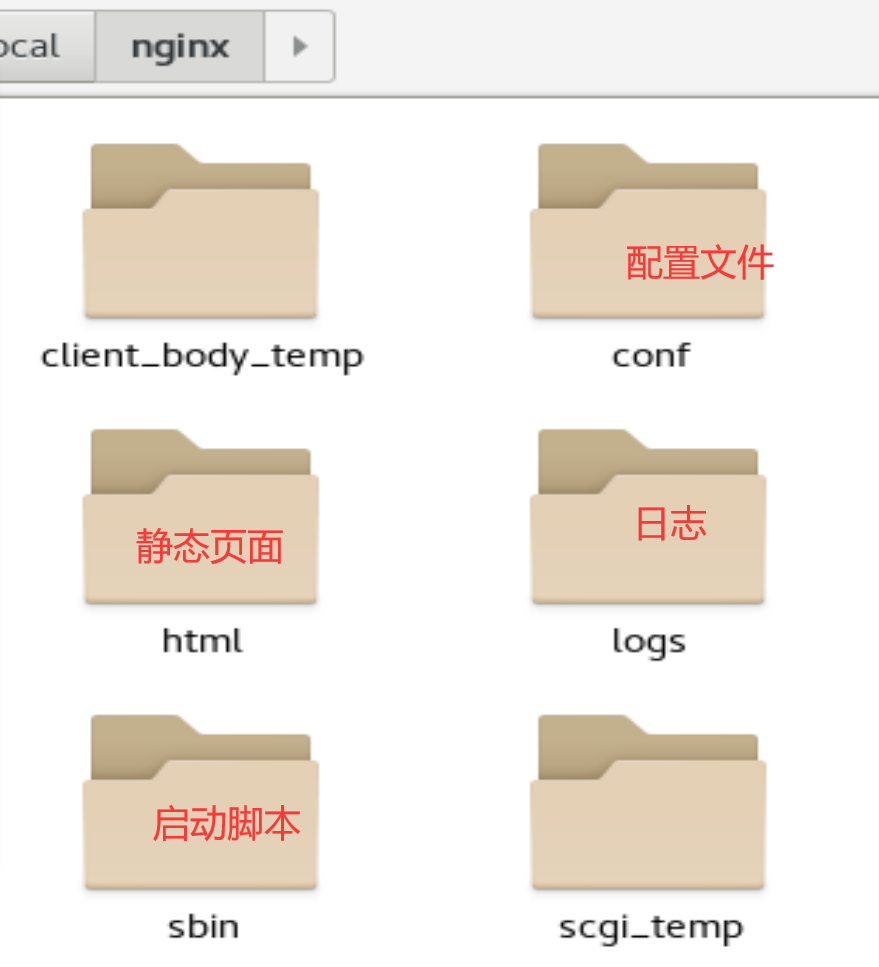 ocal nginx
配置文件
client_body_temp conf
静态页面 日志
html logs
启动脚本
sbin scgi_temp